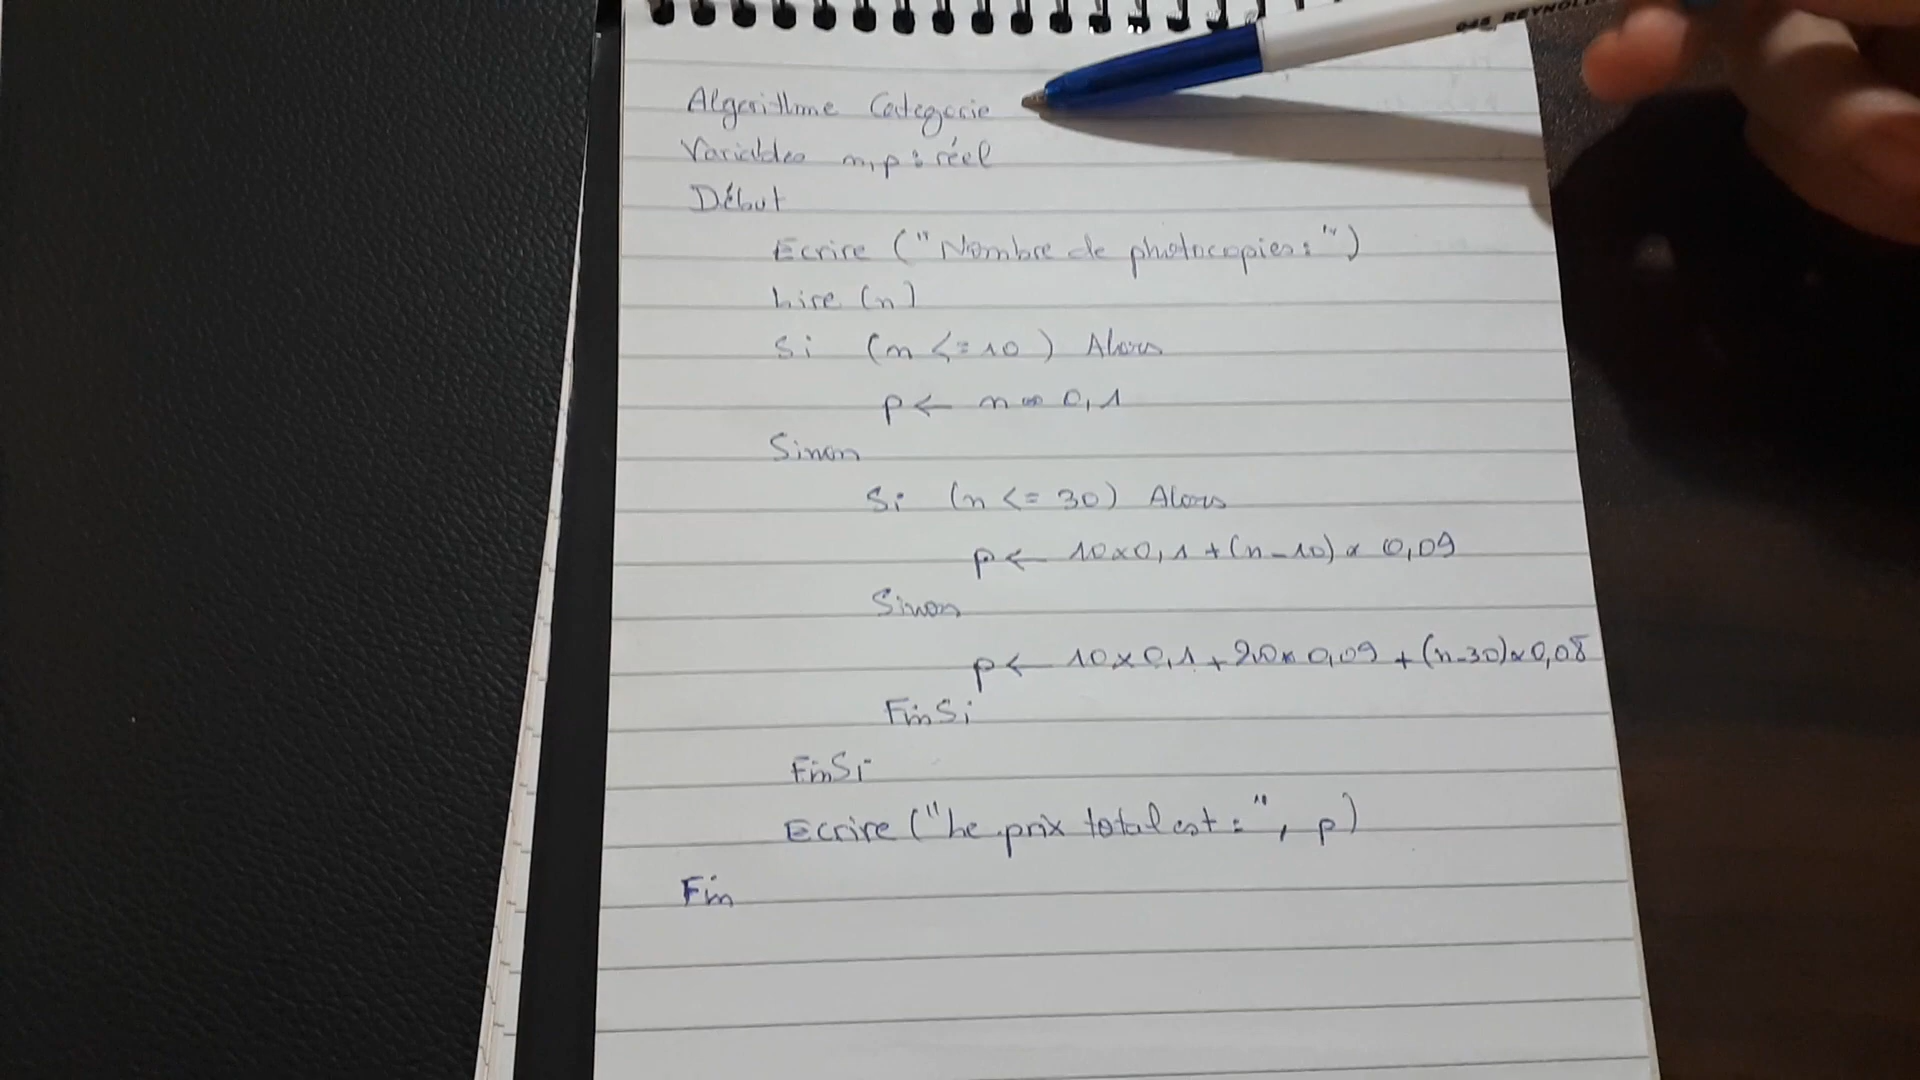 045 REYNOLDS
Algorithme Categorie
Variables n,p : réel
Début
Ecrire ("Nombre de photocopies : ")
Lire (n)
Si (n <= 10 ) Alors
p ← n × 0,1
Sinon
Si (n <= 30) Alors
p ← 10 × 0,1 + (n - 10) × 0,09
Sinon
p ← 10 × 0,1 + 20 × 0,09 + (n-30) × 0,08
FinSi
FinSi
Ecrire ("Le prix total est : ", p)
Fin